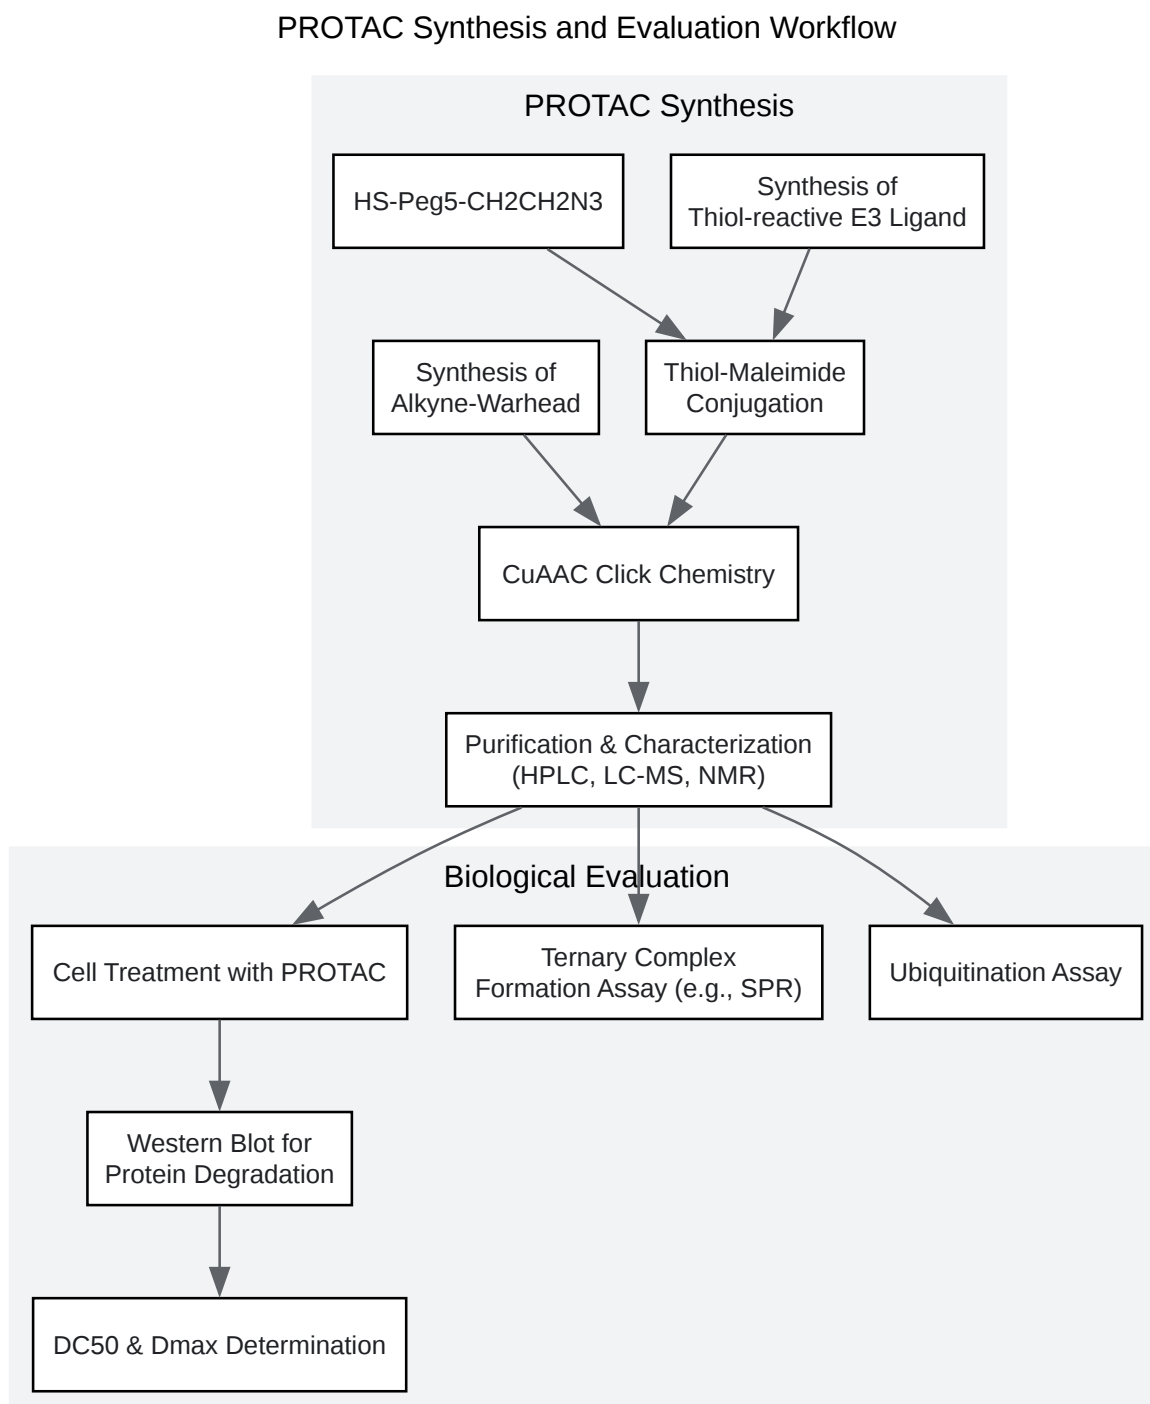 PROTAC Synthesis and Evaluation Workflow
PROTAC Synthesis
HS-Peg5-CH2CH2N3
Synthesis of
Thiol-reactive E3 Ligand
Synthesis of
Alkyne-Warhead
Thiol-Maleimide
Conjugation
CuAAC Click Chemistry
Purification & Characterization
(HPLC, LC-MS, NMR)
Biological Evaluation
Cell Treatment with PROTAC
Ternary Complex
Formation Assay (e.g., SPR)
Ubiquitination Assay
Western Blot for
Protein Degradation
DC50 & Dmax Determination